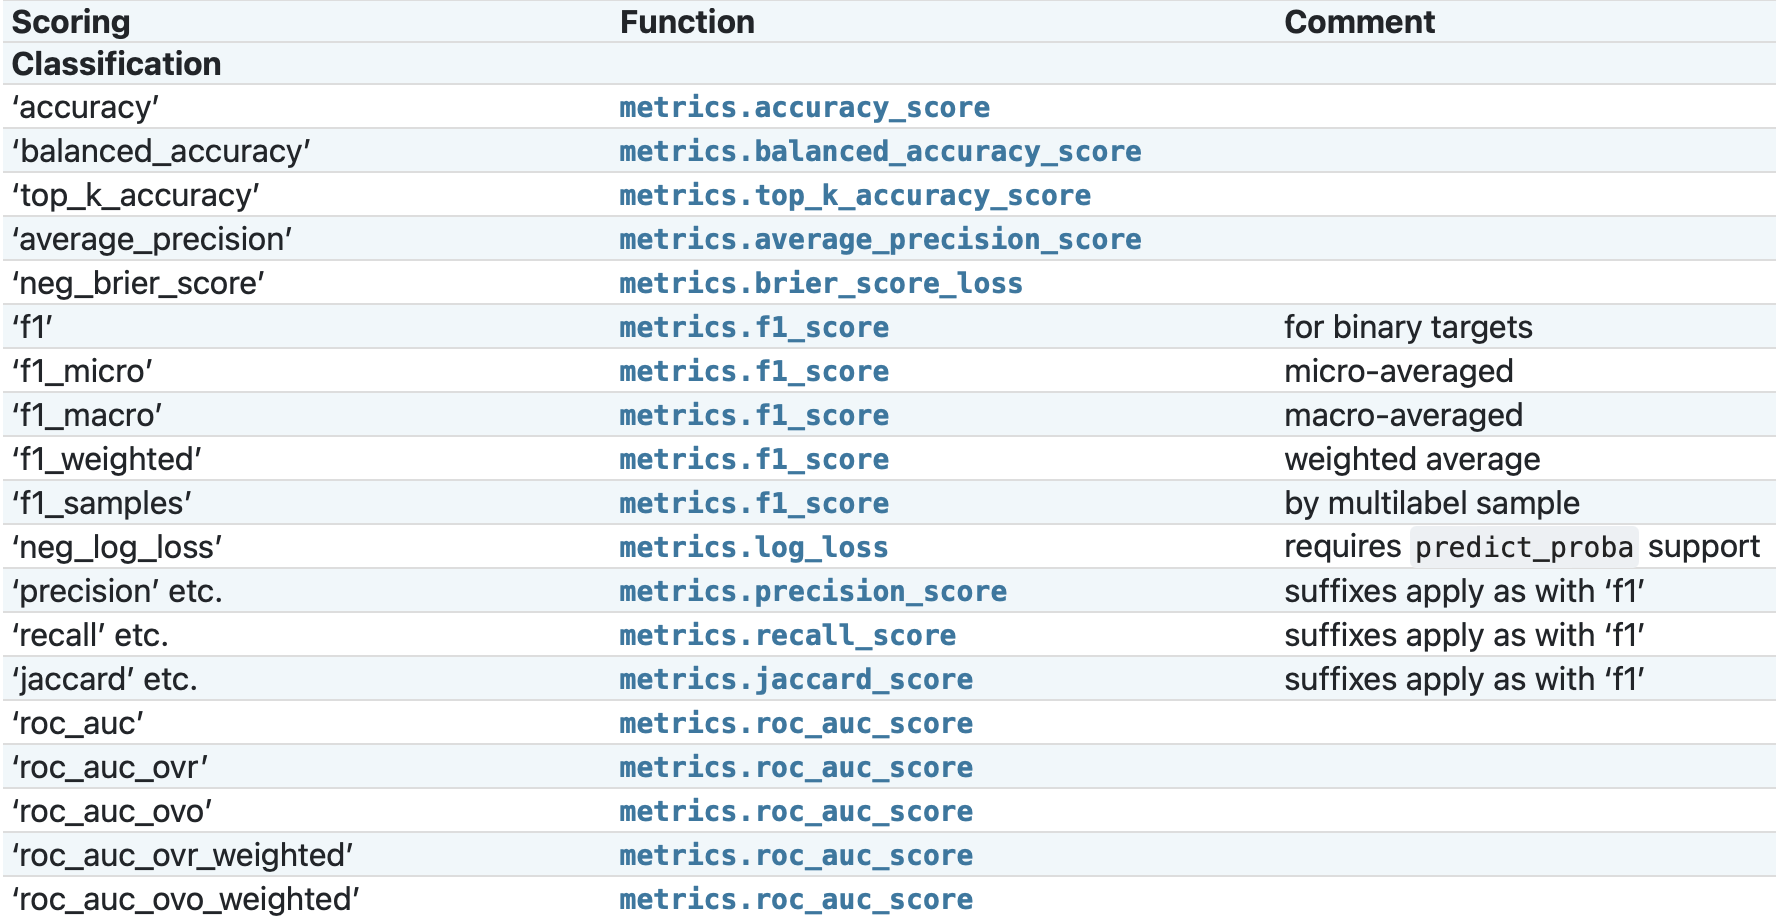 Scoring Function Comment
Classification
‘accuracy’ metrics.accuracy_score
‘balanced_accuracy’ metrics.balanced_accuracy_score
‘top_k_accuracy’ metrics.top_k_accuracy_score
‘average_precision’ metrics.average_precision_score
‘neg_brier_score’ metrics.brier_score_loss
‘f1’ metrics.f1_score for binary targets
‘f1_micro’ metrics.f1_score micro-averaged
‘f1_macro’ metrics.f1_score macro-averaged
‘f1_weighted’ metrics.f1_score weighted average
‘f1_samples’ metrics.f1_score by multilabel sample
‘neg_log_loss’ metrics.log_loss requires predict_proba support
‘precision’ etc. metrics.precision_score suffixes apply as with ‘f1’
‘recall’ etc. metrics.recall_score suffixes apply as with ‘f1’
‘jaccard’ etc. metrics.jaccard_score suffixes apply as with ‘f1’
‘roc_auc’ metrics.roc_auc_score
‘roc_auc_ovr’ metrics.roc_auc_score
‘roc_auc_ovo’ metrics.roc_auc_score
‘roc_auc_ovr_weighted’ metrics.roc_auc_score
‘roc_auc_ovo_weighted’ metrics.roc_auc_score